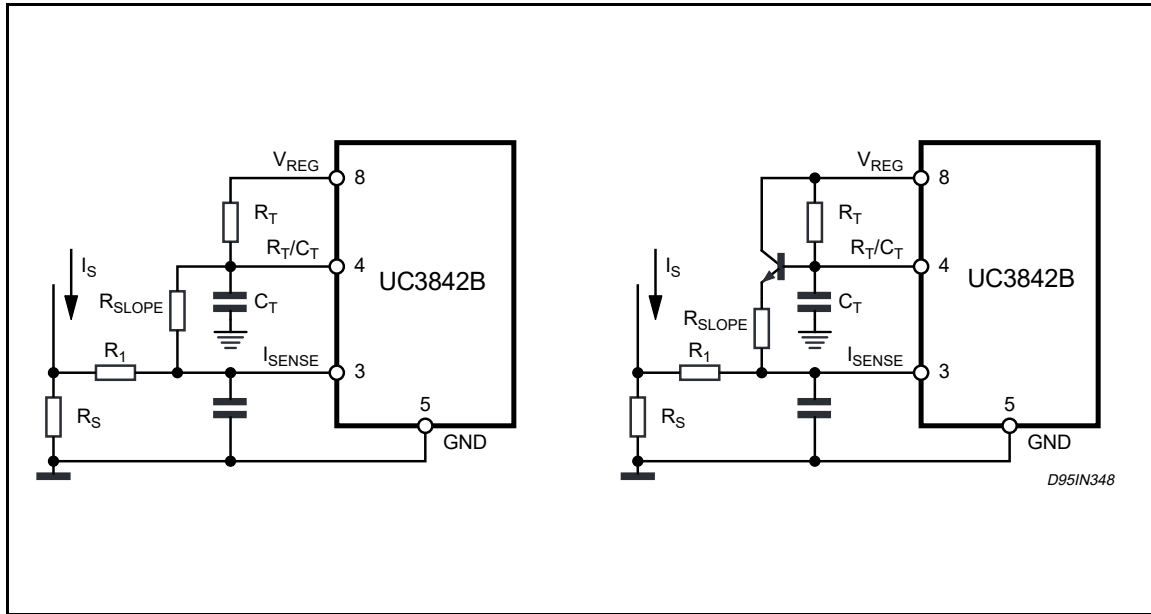 V_REG
8
R_T
R_T/C_T
I_S
4
UC3842B
R_SLOPE
C_T
R_1
I_SENSE
3
R_S
5
GND
V_REG
8
R_T
R_T/C_T
I_S
4
UC3842B
R_SLOPE
C_T
R_1
I_SENSE
3
R_S
5
GND
D95IN348